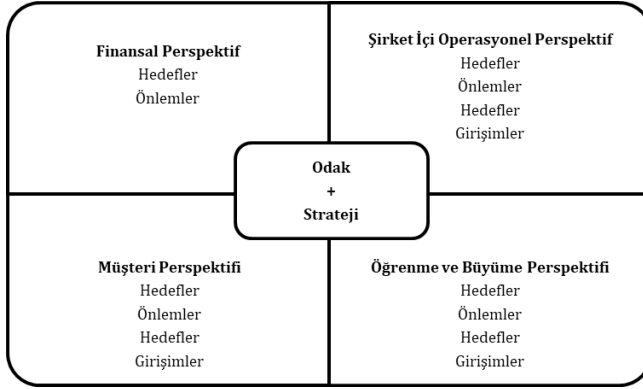 Finansal Perspektif
Hedefler
Önlemler
Şirket İçi Operasyonel Perspektif
Hedefler
Önlemler
Hedefler
Girişimler
Odak
+
Strateji
Müşteri Perspektifi
Hedefler
Önlemler
Hedefler
Girişimler
Öğrenme ve Büyüme Perspektifi
Hedefler
Önlemler
Hedefler
Girişimler